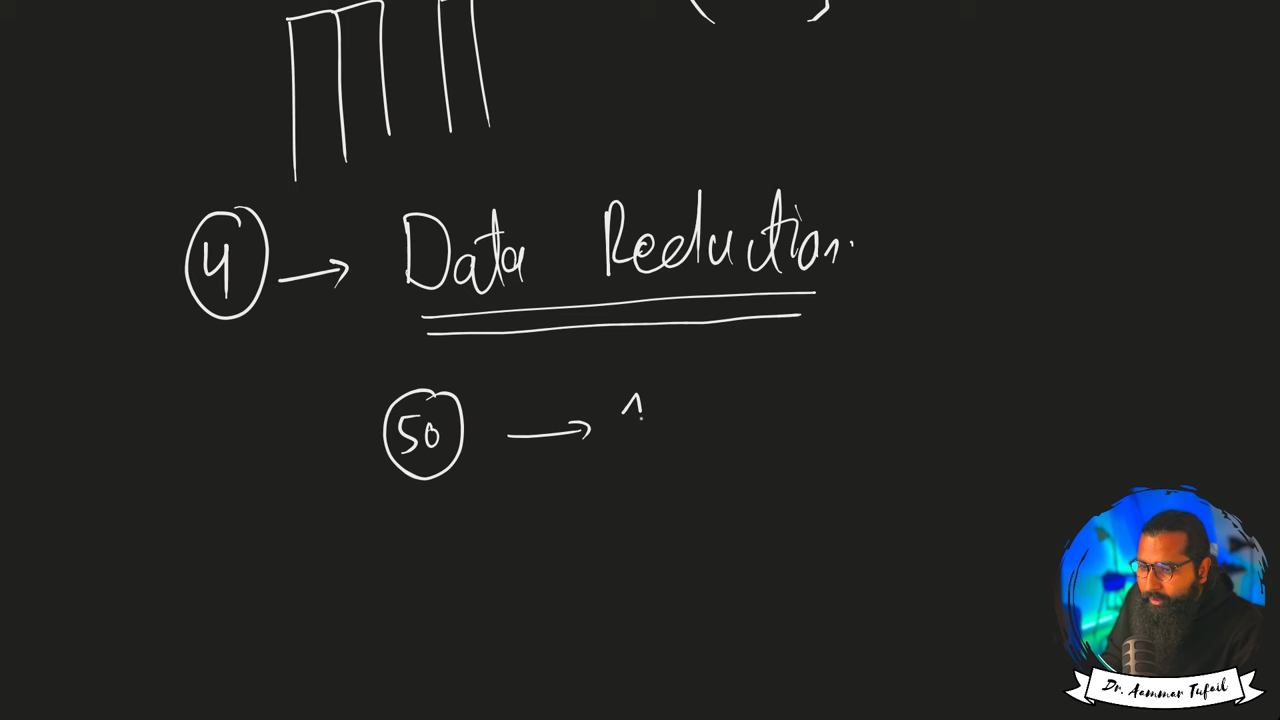 4 → Data Reduction.
50 →
Dr. Aammar Tufail